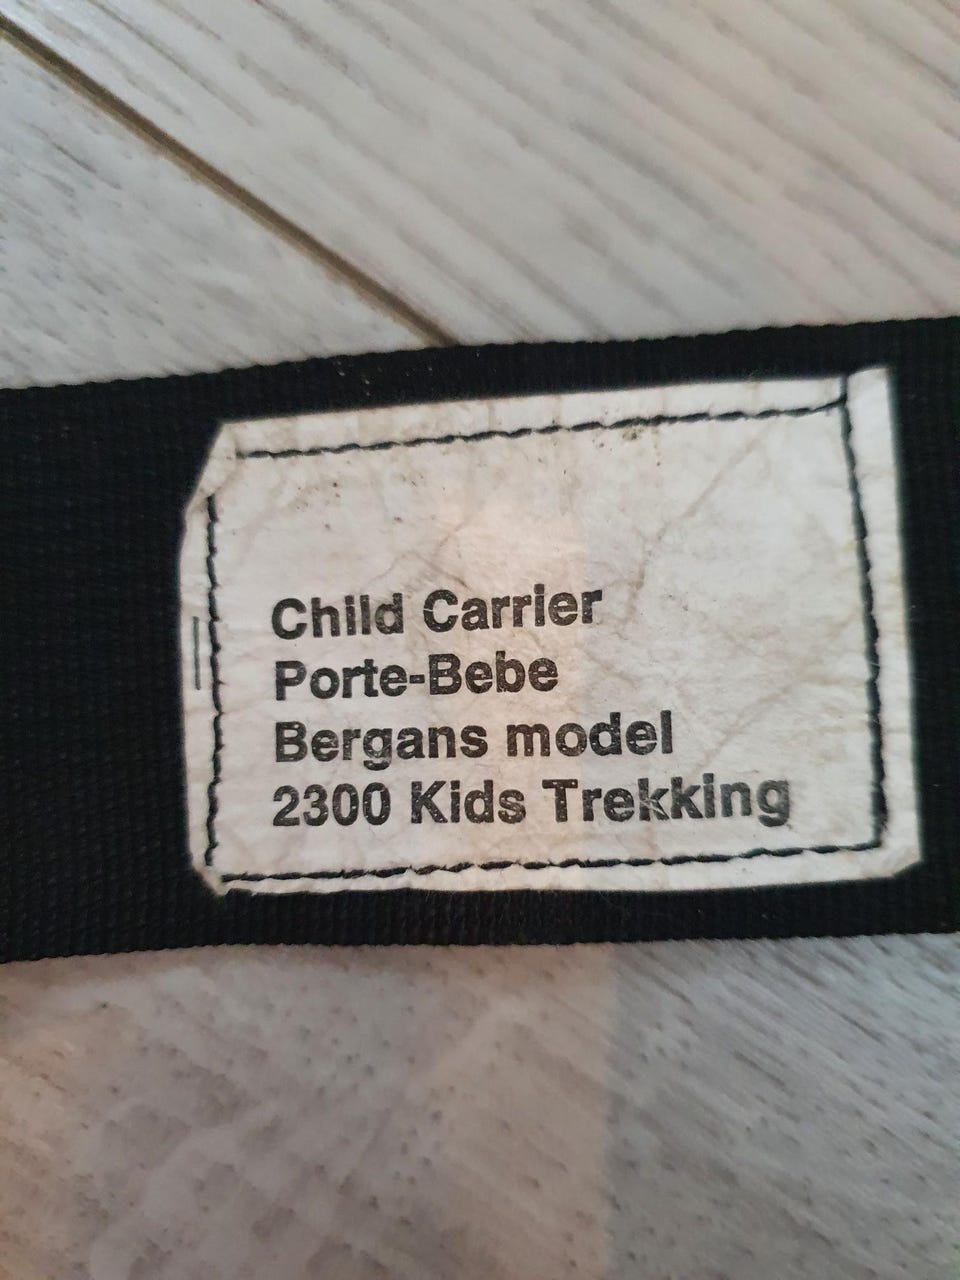 Child Carrier
Porte-Bebe
Bergans model
2300 Kids Trekking